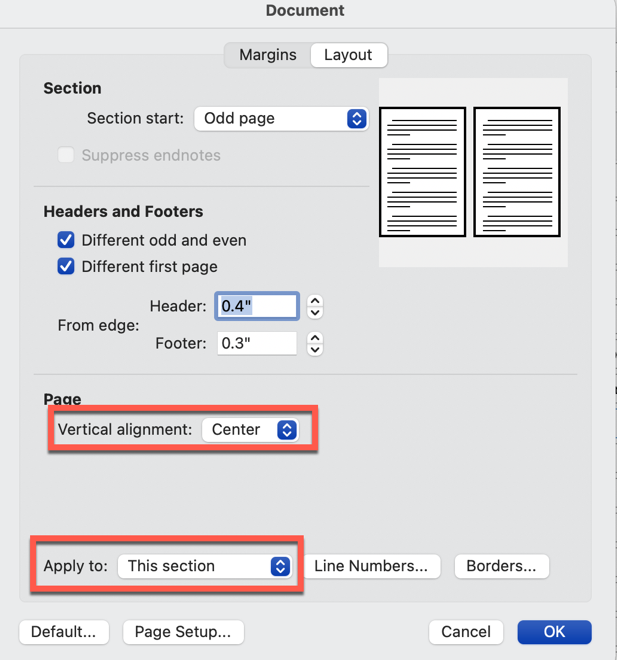 Document
Margins Layout
Section
Section start: Odd page
Suppress endnotes
Headers and Footers
Different odd and even
Different first page
Header: 0.4"
From edge:
Footer: 0.3"
Page
Vertical alignment: Center
Apply to: This section Line Numbers... Borders...
Default... Page Setup... Cancel OK